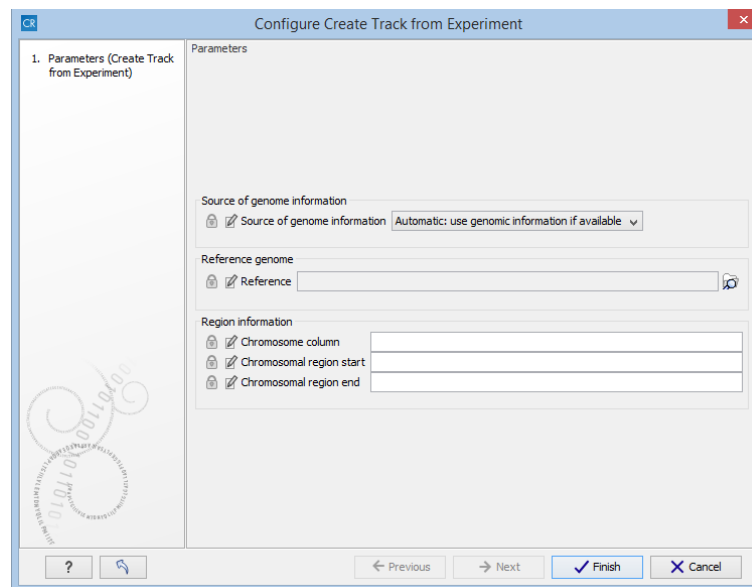 CR
Configure Create Track from Experiment
x
1. Parameters (Create Track
from Experiment)
Parameters
Source of genome information
Source of genome information Automatic: use genomic information if available
Reference genome
Reference
Region information
Chromosome column
Chromosomal region start
Chromosomal region end
? Previous Next Finish Cancel